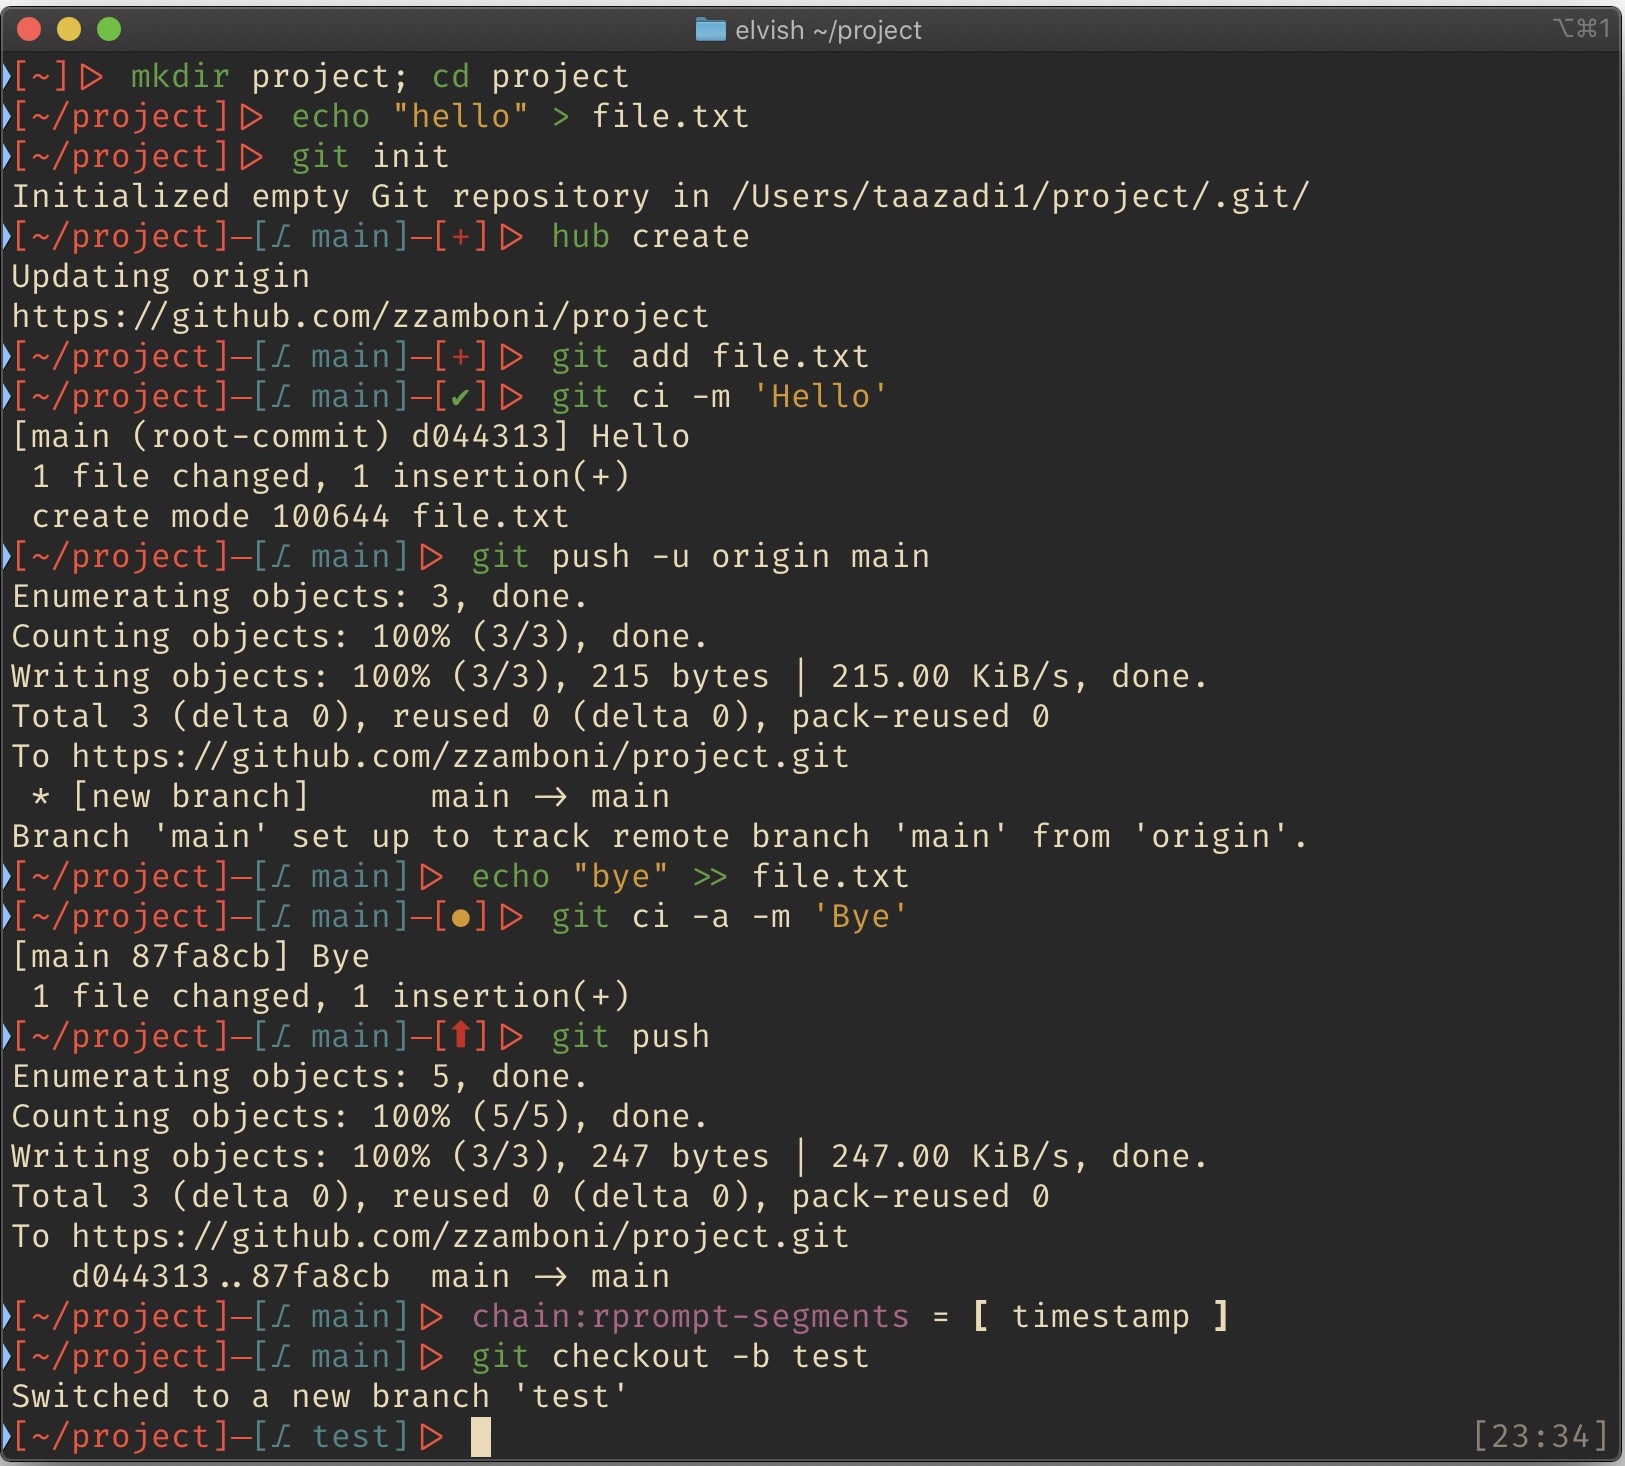 elvish ~/project
⌥⌘1
[~]▷ mkdir project; cd project
[~/project]▷ echo "hello" > file.txt
[~/project]▷ git init
Initialized empty Git repository in /Users/taazadi1/project/.git/
[~/project]—[⎇ main]—[+]▷ hub create
Updating origin
https://github.com/zzamboni/project
[~/project]—[⎇ main]—[+]▷ git add file.txt
[~/project]—[⎇ main]—[✔]▷ git ci -m 'Hello'
[main (root-commit) d044313] Hello
 1 file changed, 1 insertion(+)
 create mode 100644 file.txt
[~/project]—[⎇ main]▷ git push -u origin main
Enumerating objects: 3, done.
Counting objects: 100% (3/3), done.
Writing objects: 100% (3/3), 215 bytes | 215.00 KiB/s, done.
Total 3 (delta 0), reused 0 (delta 0), pack-reused 0
To https://github.com/zzamboni/project.git
 * [new branch]      main -> main
Branch 'main' set up to track remote branch 'main' from 'origin'.
[~/project]—[⎇ main]▷ echo "bye" >> file.txt
[~/project]—[⎇ main]—[●]▷ git ci -a -m 'Bye'
[main 87fa8cb] Bye
 1 file changed, 1 insertion(+)
[~/project]—[⎇ main]—[⬆]▷ git push
Enumerating objects: 5, done.
Counting objects: 100% (5/5), done.
Writing objects: 100% (3/3), 247 bytes | 247.00 KiB/s, done.
Total 3 (delta 0), reused 0 (delta 0), pack-reused 0
To https://github.com/zzamboni/project.git
   d044313..87fa8cb  main -> main
[~/project]—[⎇ main]▷ chain:rprompt-segments = [ timestamp ]
[~/project]—[⎇ main]▷ git checkout -b test
Switched to a new branch 'test'
[~/project]—[⎇ test]▷ [23:34]